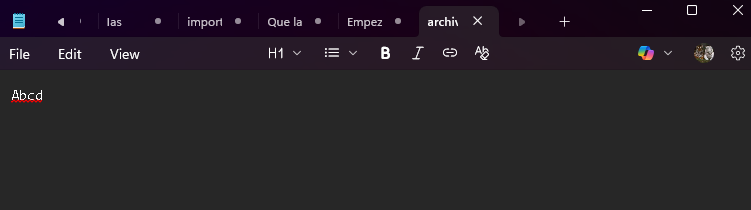 las import Que la Empez archiv
File Edit View H1 B I
Abcd